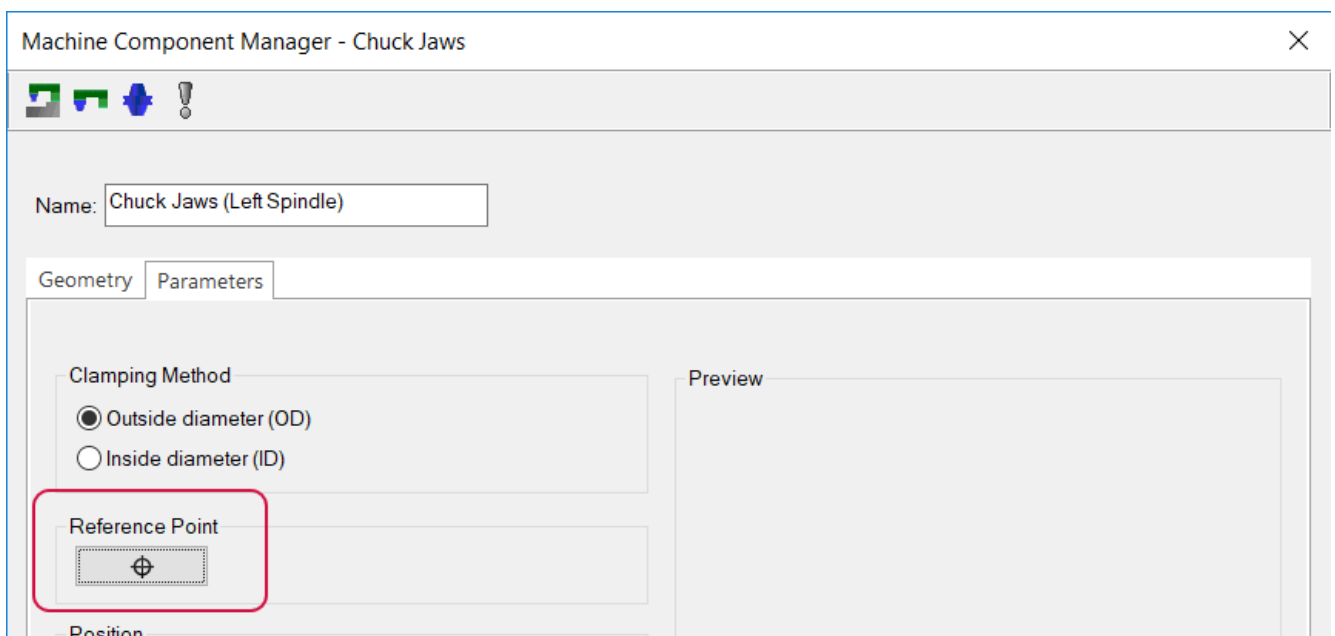 Machine Component Manager - Chuck Jaws
Name: Chuck Jaws (Left Spindle)
Geometry Parameters
Clamping Method
Preview
Outside diameter (OD)
Inside diameter (ID)
Reference Point
Position